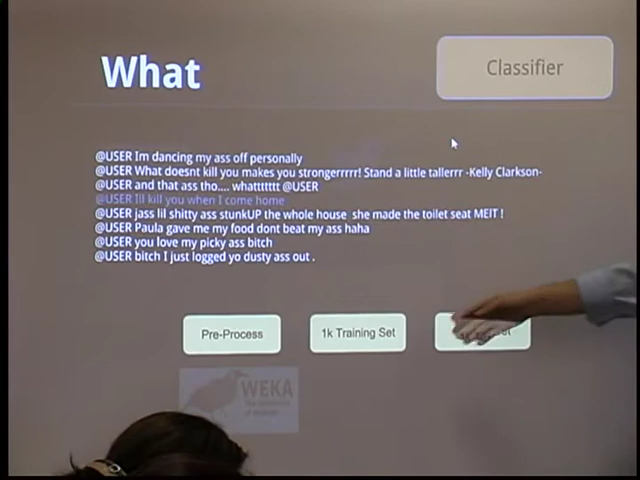 What
Classifier
@USER Im dancing my ass off personally
@USER What doesnt kill you makes you strongerrrrr! Stand a little tallerrr -Kelly Clarkson-
@USER and that ass tho.... whattttttt @USER
@USER Ill kill you when I come home
@USER jass lil shitty ass stunkUP the whole house she made the toilet seat MElT !
@USER Paula gave me my food dont beat my ass haha
@USER you love my picky ass bitch
@USER bitch I just logged yo dusty ass out .
Pre-Process
1k Training Set
WEKA